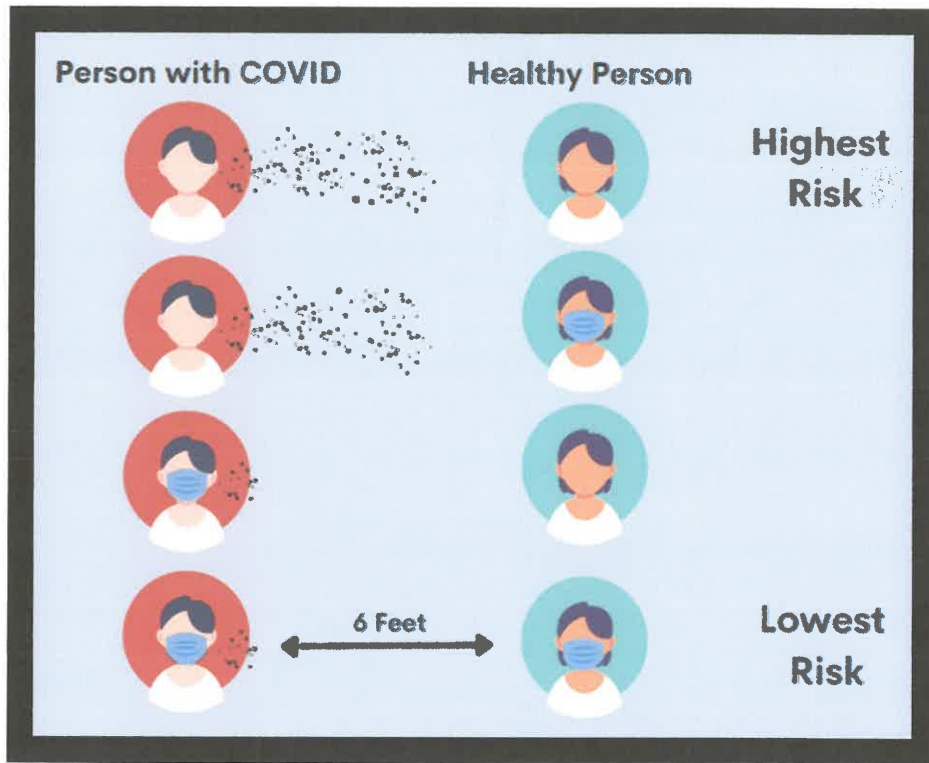 Person with COVID
Healthy Person
Highest
Risk
6 Feet
Lowest
Risk